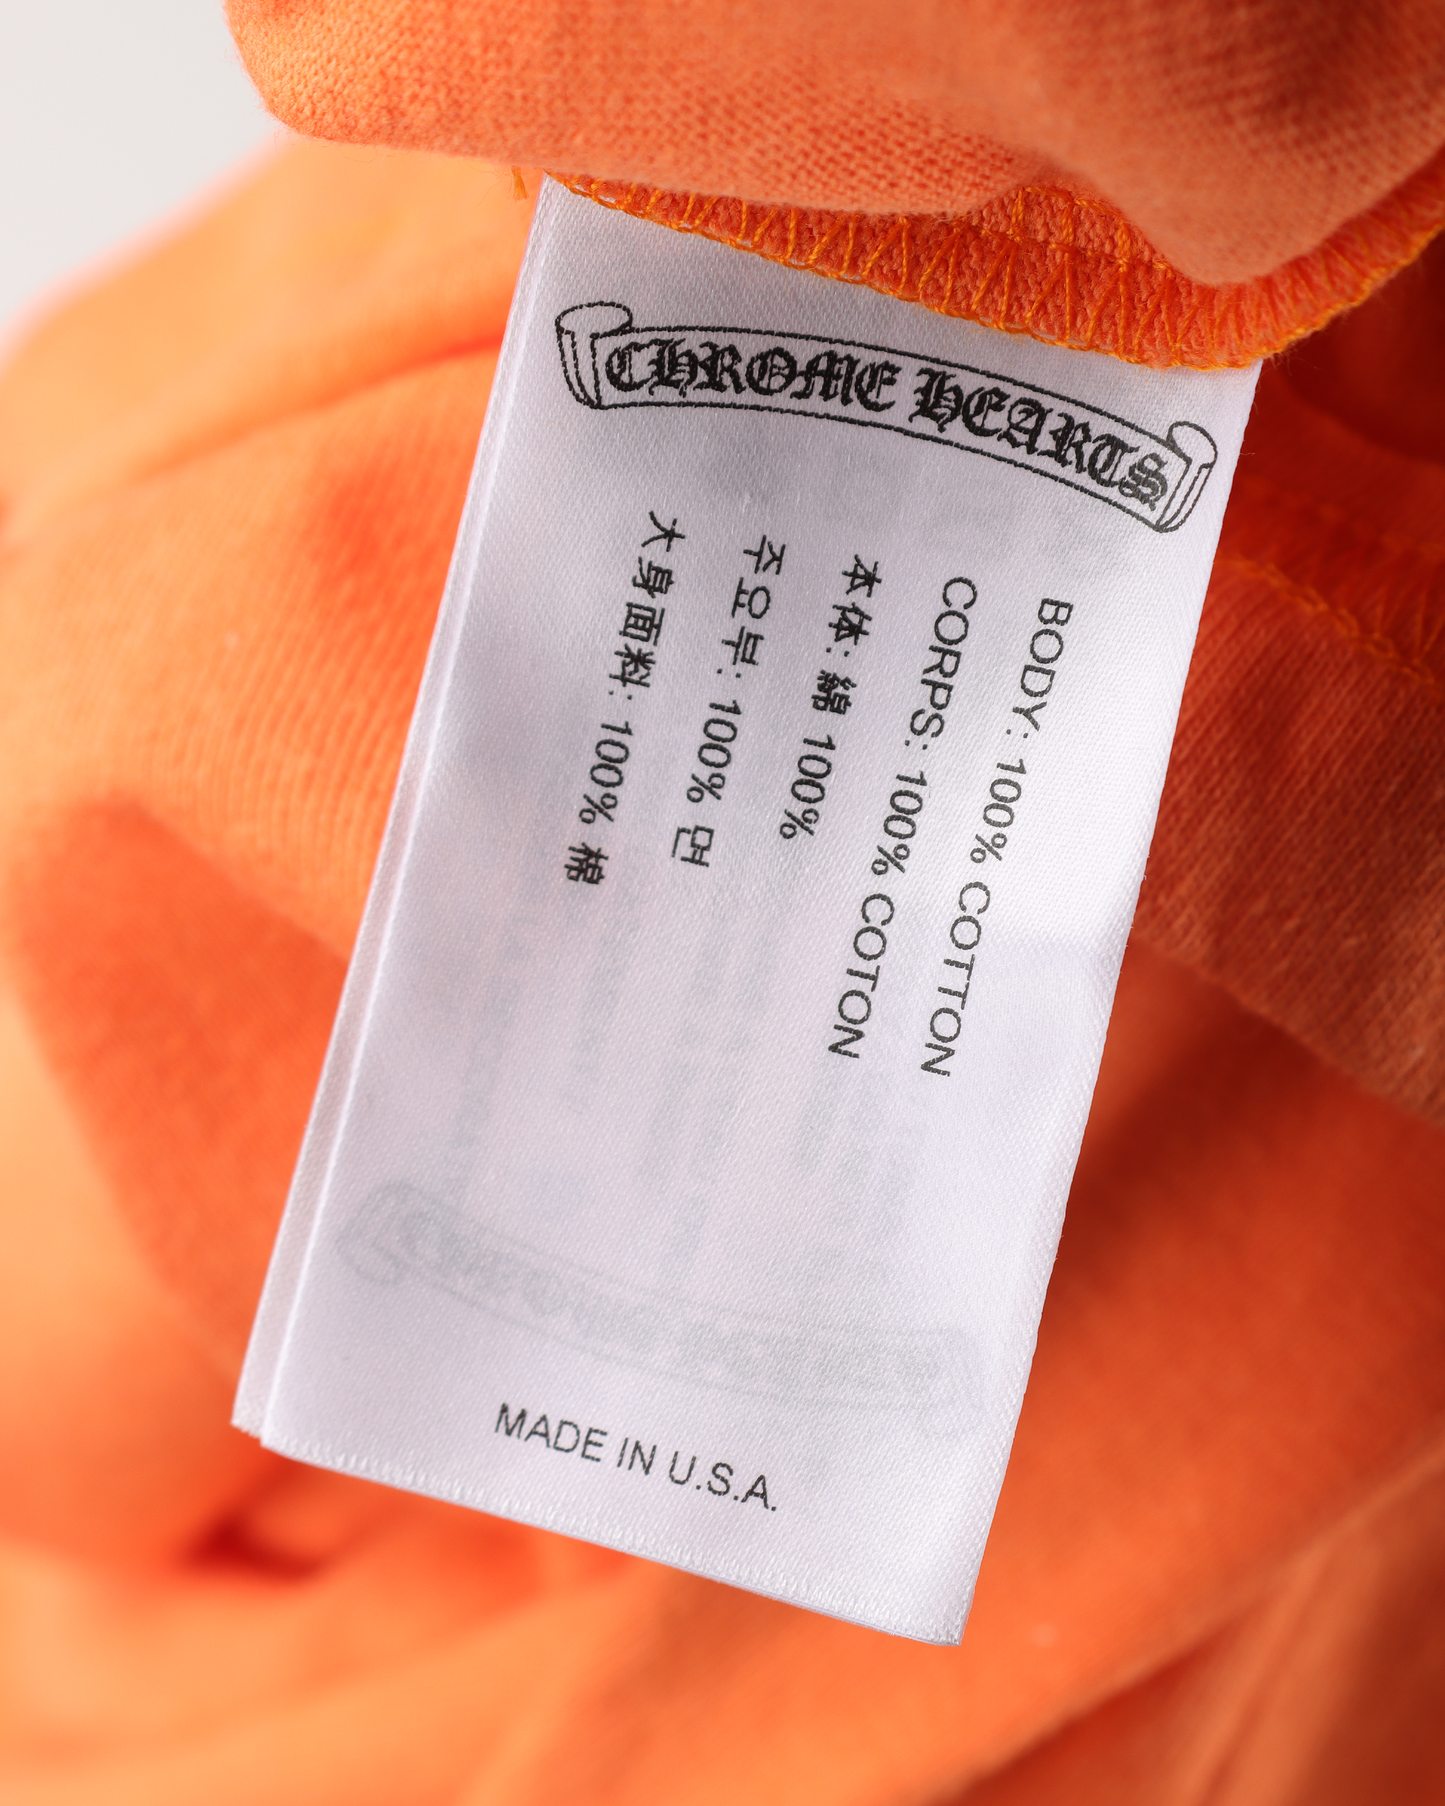 CHROME HEARTS
BODY: 100% COTTON
CORPS: 100% COTON
本体: 綿 100%
주요부: 100% 면
大身面料: 100% 棉
MADE IN U.S.A.